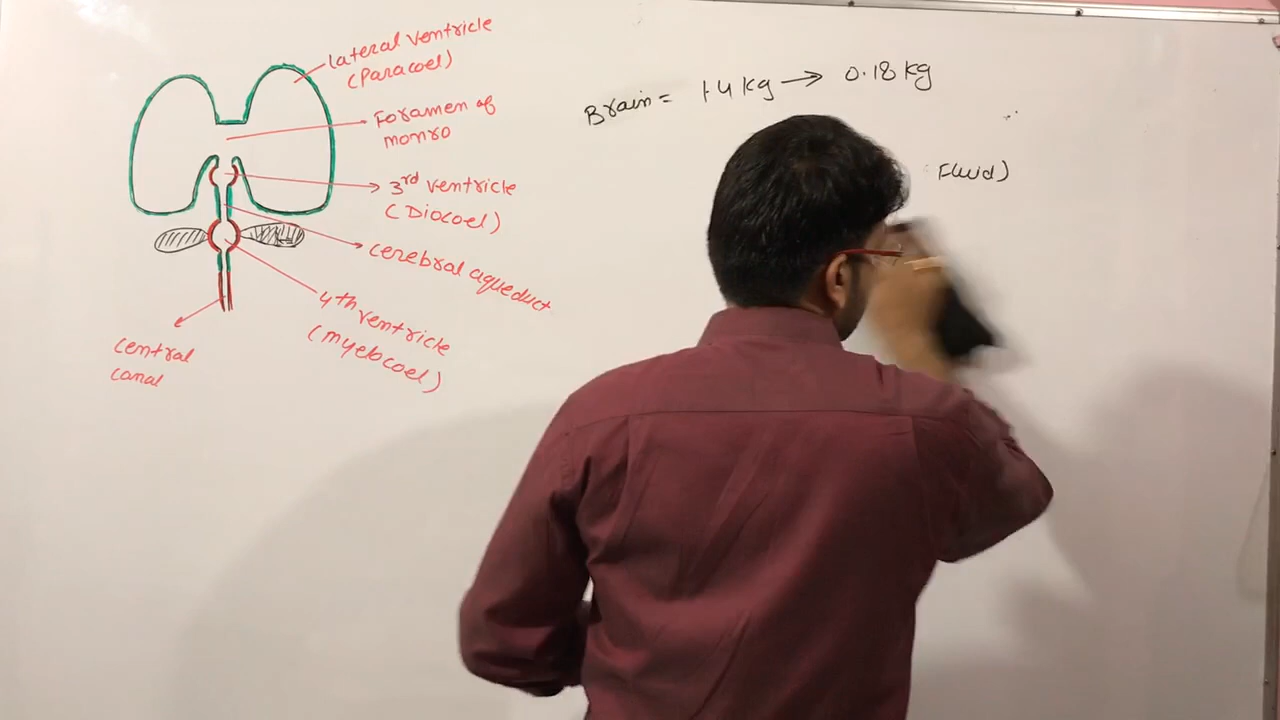 lateral ventricle
(Paracoel)
Foramen of
monro
3rd ventricle
(Diocoel)
cerebral aqueduct
4th ventricle
(myelocoel)
central
canal
Brain = 1.4 kg → 0.18 kg
Fluid)